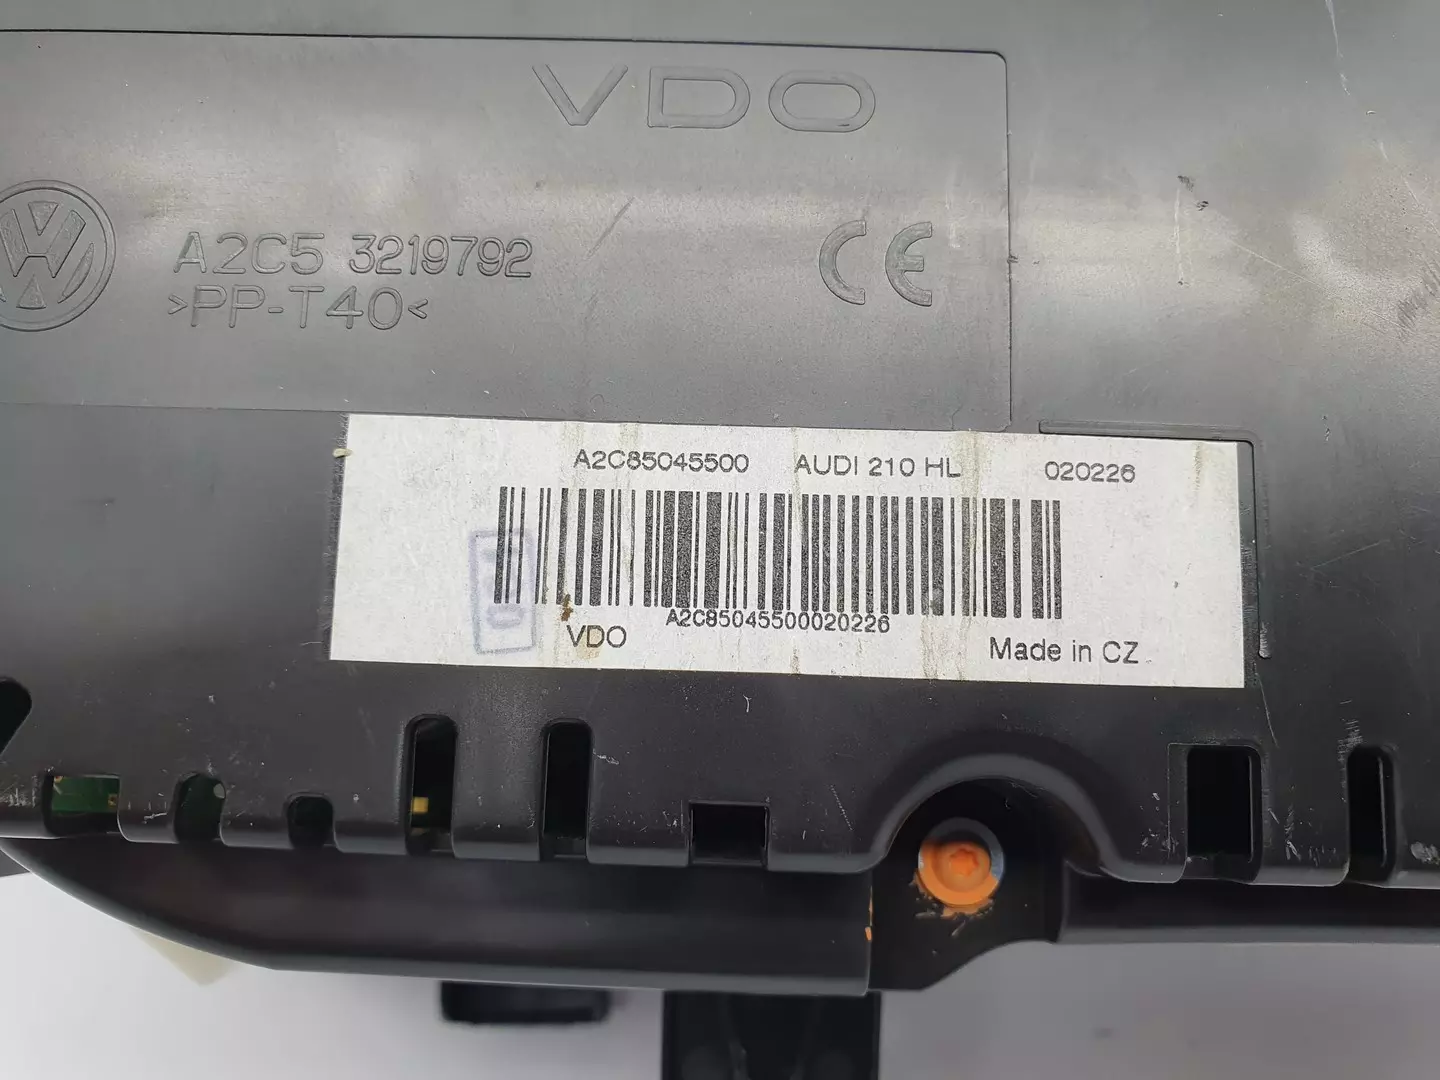 VDO
A2C5 3219792
>PP-T40<
CE
A2C85045500 AUDI 210 HL 020226
A2C85045500020226
VDO
Made in CZ